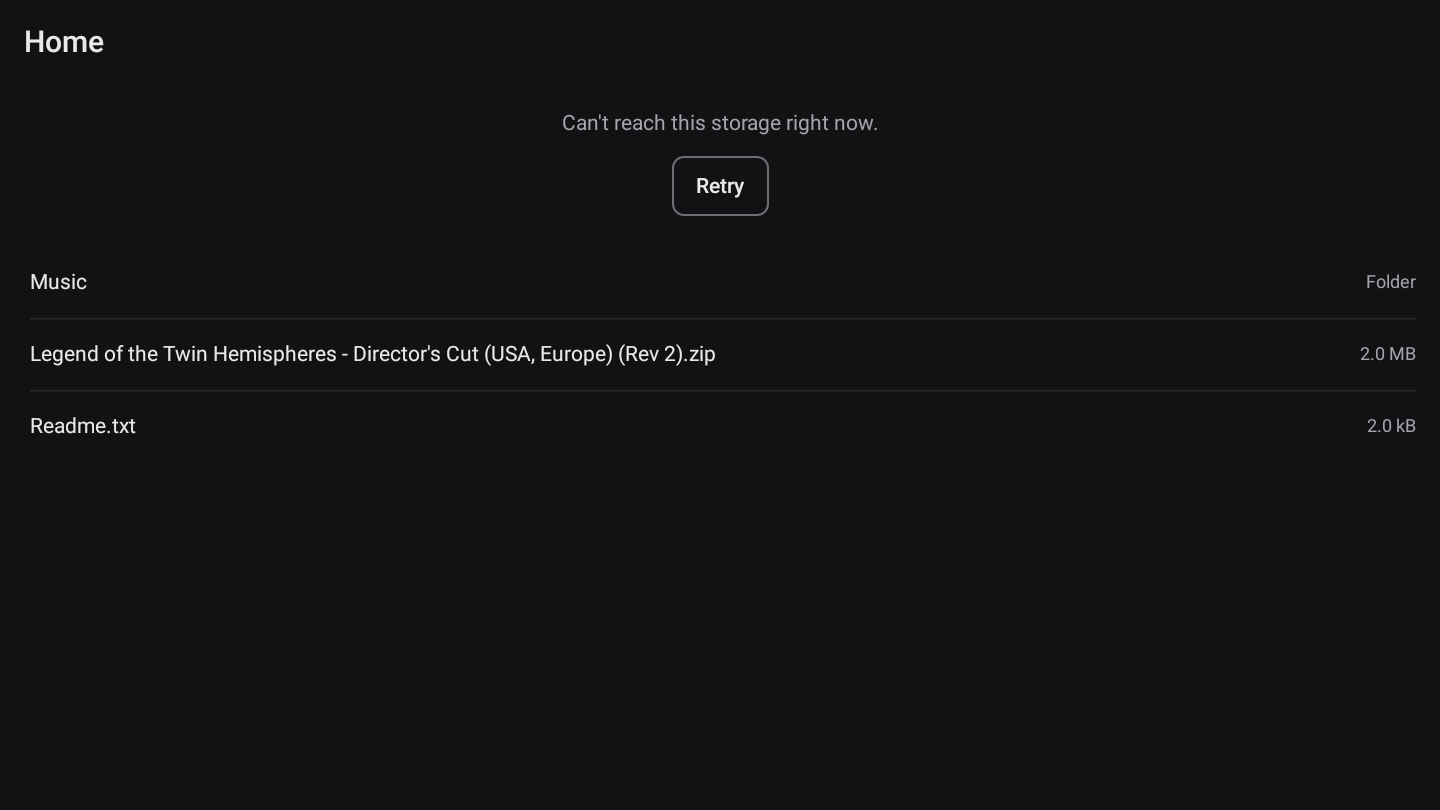 Home
Can't reach this storage right now.
Retry
Music Folder
Legend of the Twin Hemispheres - Director's Cut (USA, Europe) (Rev 2).zip 2.0 MB
Readme.txt 2.0 kB